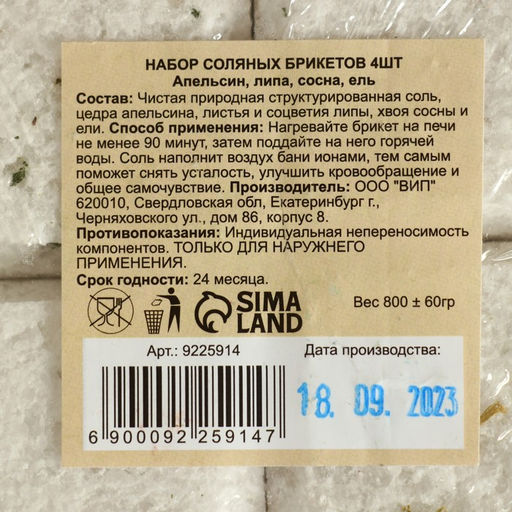 НАБОР СОЛЯНЫХ БРИКЕТОВ 4ШТ
Апельсин, липа, сосна, ель
Состав: Чистая природная структурированная соль,
цедра апельсина, листья и соцветия липы, хвоя сосны и
ели. Способ применения: Нагревайте брикет на печи
не менее 90 минут, затем поддайте на него горячей
воды. Соль наполнит воздух бани ионами, тем самым
поможет снять усталость, улучшить кровообращение и
общее самочувствие. Производитель: ООО "ВИП"
620010, Свердловская обл, Екатеринбург г.,
Черняховского ул., дом 86, корпус 8.
Противопоказания: Индивидуальная непереносимость
компонентов. ТОЛЬКО ДЛЯ НАРУЖНЕГО
ПРИМЕНЕНИЯ.
Срок годности: 24 месяца.
SIMA
LAND
Вес 800 ± 60гр
Арт.: 9225914
Дата производства:
18. 09. 2023
6 900092 259147